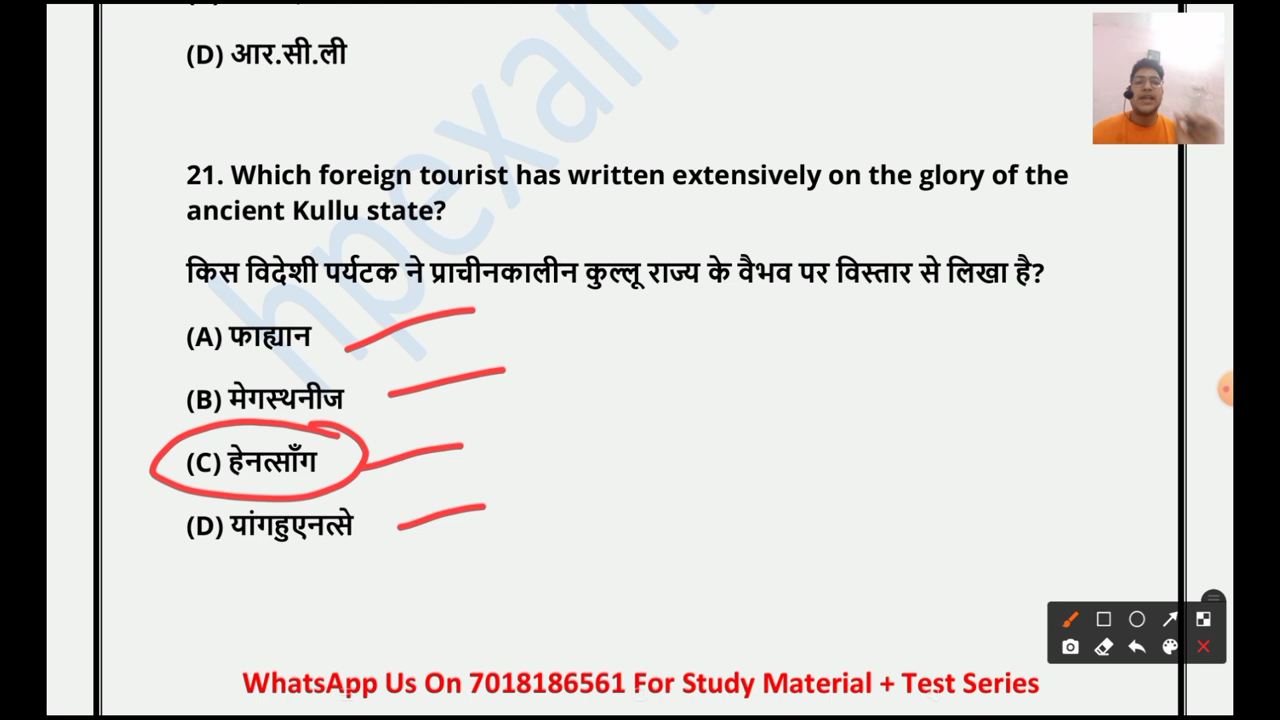 (D) आर.सी.ली
hpexam
21. Which foreign tourist has written extensively on the glory of the
ancient Kullu state?
किस विदेशी पर्यटक ने प्राचीनकालीन कुल्लू राज्य के वैभव पर विस्तार से लिखा है?
(A) फाह्यान
(B) मेगस्थनीज
(C) हेनत्साँग
(D) यांगहुएनत्से
WhatsApp Us On 7018186561 For Study Material + Test Series